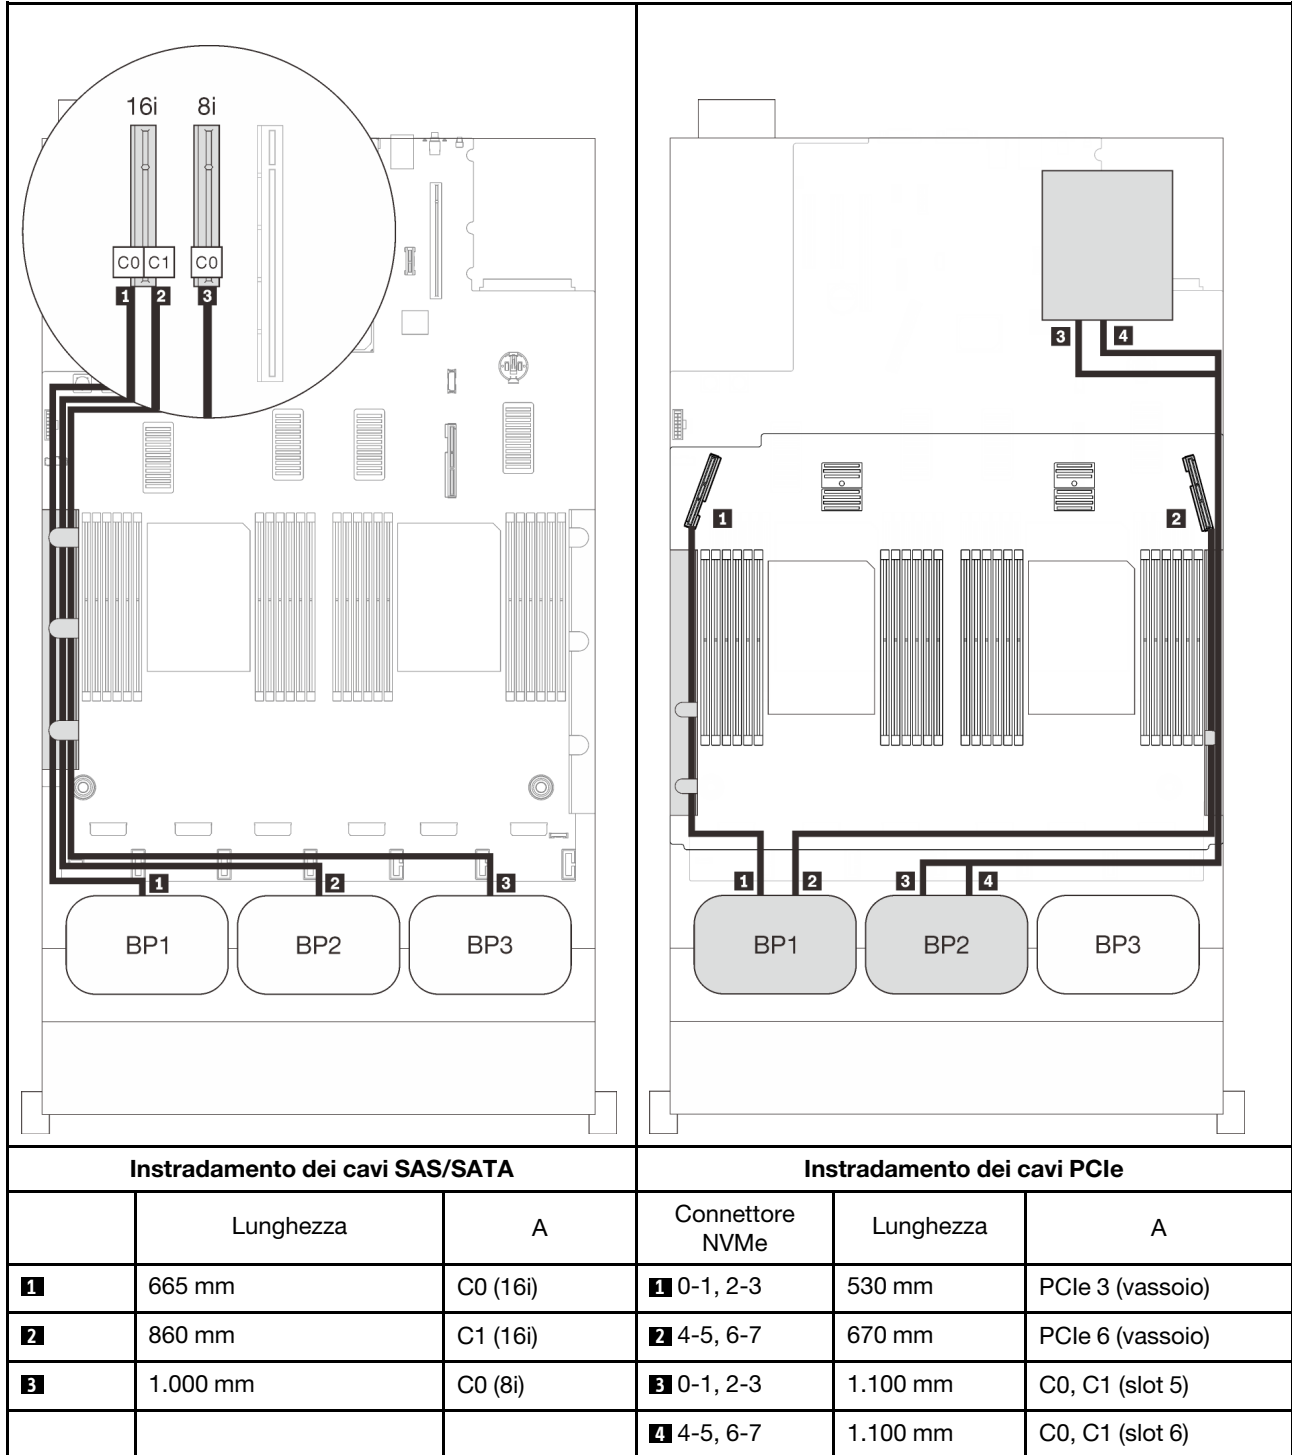 16i 8i
C0 C1 C0
1 2 3
3 4
1 2
1 2 3
1 2 3 4
BP1 BP2 BP3
BP1 BP2 BP3
Instradamento dei cavi SAS/SATA
Instradamento dei cavi PCIe
Lunghezza A Connettore NVMe Lunghezza A
1 665 mm C0 (16i) 1 0-1, 2-3 530 mm PCIe 3 (vassoio)
2 860 mm C1 (16i) 2 4-5, 6-7 670 mm PCIe 6 (vassoio)
3 1.000 mm C0 (8i) 3 0-1, 2-3 1.100 mm C0, C1 (slot 5)
4 4-5, 6-7 1.100 mm C0, C1 (slot 6)